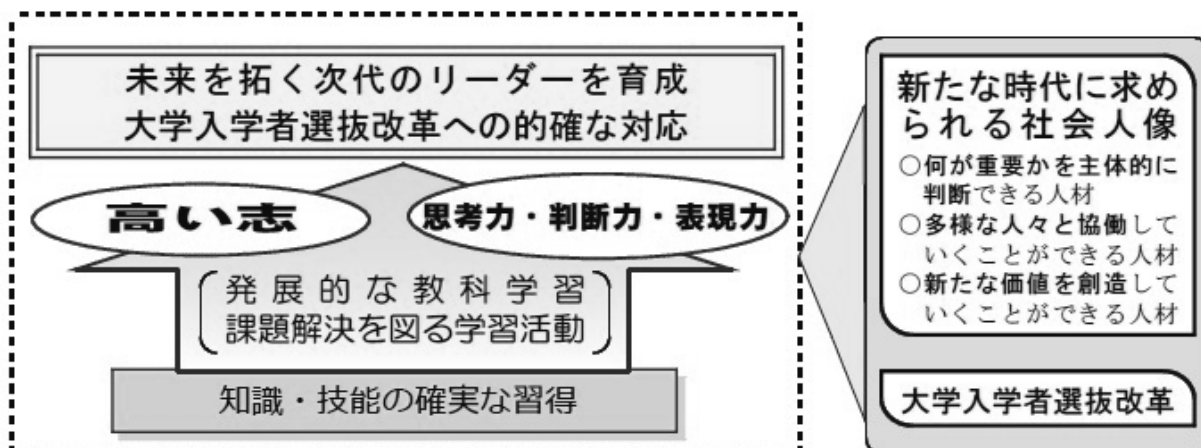 未来を拓く次代のリーダーを育成
大学入学者選抜改革への的確な対応
高い志
思考力・判断力・表現力
発展的な教科学習
課題解決を図る学習活動
知識・技能の確実な習得
新たな時代に求め
られる社会人像
○何が重要かを主体的に
判断できる人材
○多様な人々と協働して
いくことができる人材
○新たな価値を創造して
いくことができる人材
大学入学者選抜改革